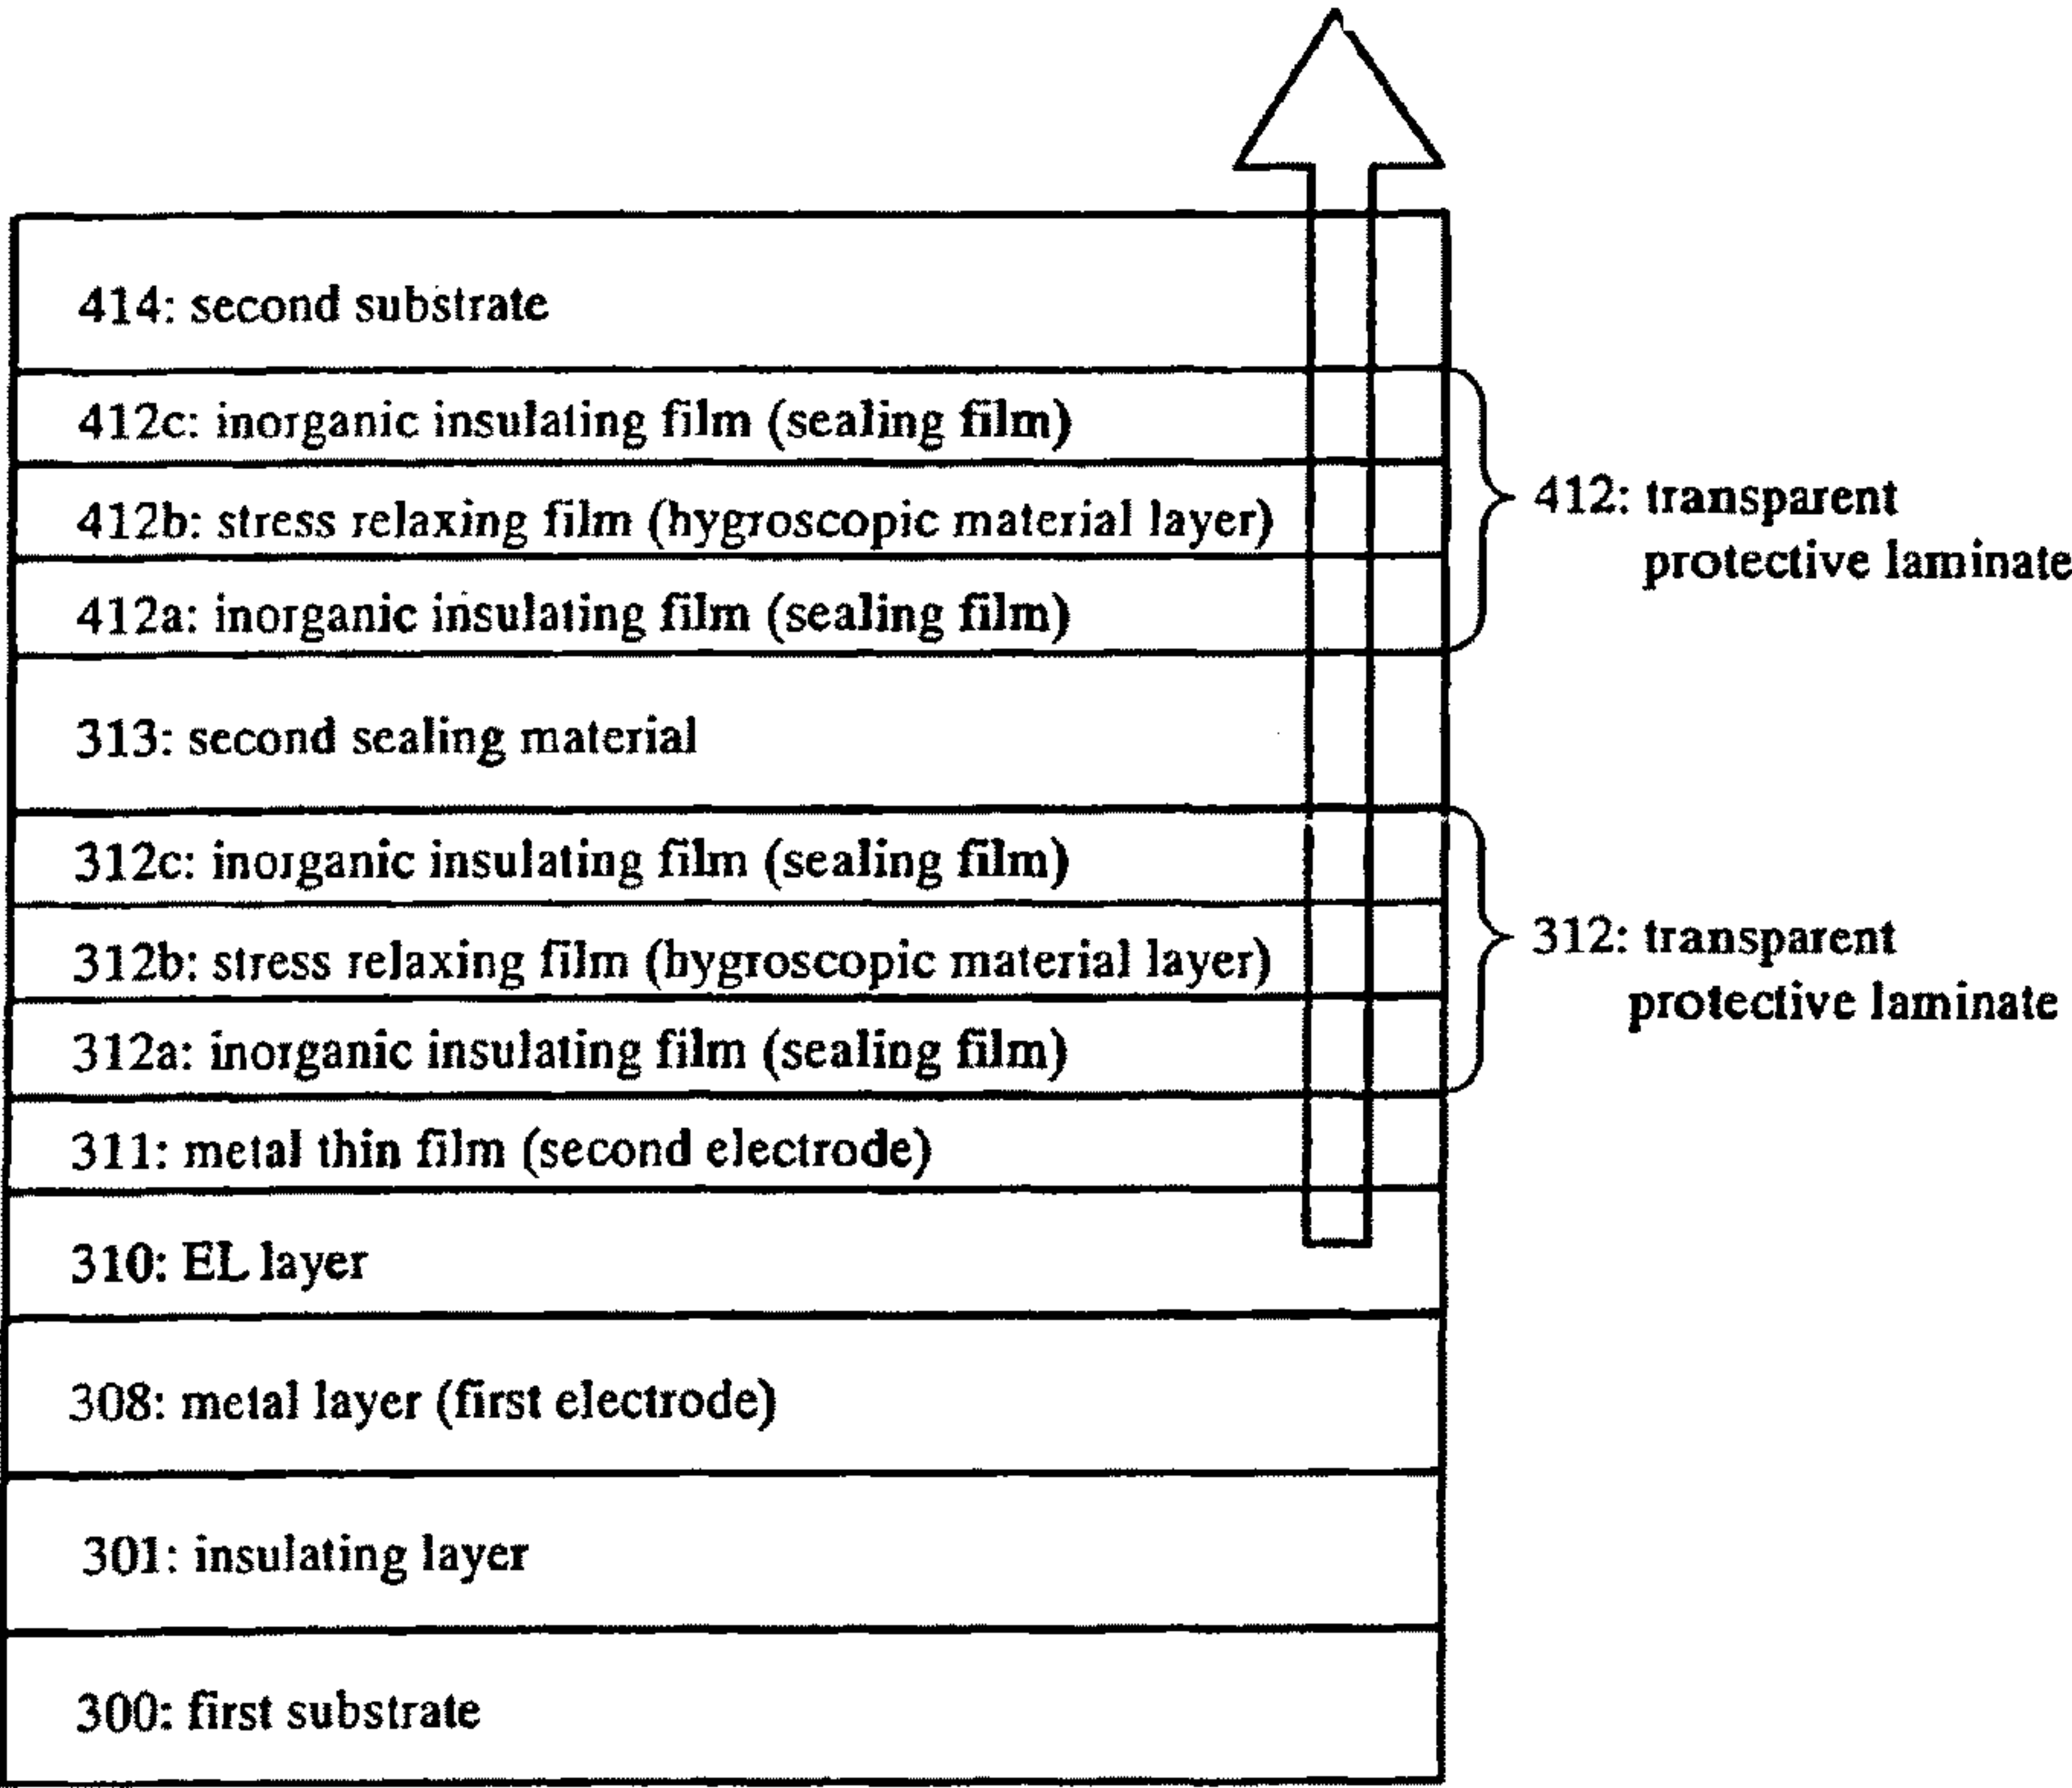 414: second substrate
412c: inorganic insulating film (sealing film)
412b: stress relaxing film (hygroscopic material layer)
412: transparent
protective laminate
412a: inorganic insulating film (sealing film)
313: second sealing material
312c: inorganic insulating film (sealing film)
312b: stress relaxing film (hygroscopic material layer)
312: transparent
protective laminate
312a: inorganic insulating film (sealing film)
311: metal thin film (second electrode)
310: EL layer
308: metal layer (first electrode)
301: insulating layer
300: first substrate